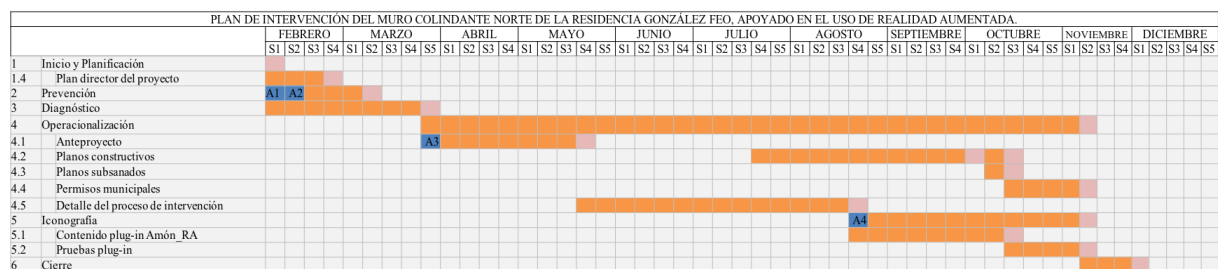 PLAN DE INTERVENCIÓN DEL MURO COLINDANTE NORTE DE LA RESIDENCIA GONZÁLEZ FEO, APOYADO EN EL USO DE REALIDAD AUMENTADA.
FEBRERO MARZO ABRIL MAYO JUNIO JULIO AGOSTO SEPTIEMBRE OCTUBRE NOVIEMBRE DICIEMBRE
S1 S2 S3 S4 S1 S2 S3 S4 S5 S1 S2 S3 S4 S1 S2 S3 S4 S5 S1 S2 S3 S4 S1 S2 S3 S4 S5 S1 S2 S3 S4 S5 S1 S2 S3 S4 S1 S2 S3 S4 S5 S1 S2 S3 S4 S1 S2 S3 S4 S5
1 Inicio y Planificación
1.4 Plan director del proyecto
2 Prevención A1 A2
3 Diagnóstico
4 Operacionalización
4.1 Anteproyecto A3
4.2 Planos constructivos
4.3 Planos subsanados
4.4 Permisos municipales
4.5 Detalle del proceso de intervención
5 Iconografía A4
5.1 Contenido plug-in Amón_RA
5.2 Pruebas plug-in
6 Cierre